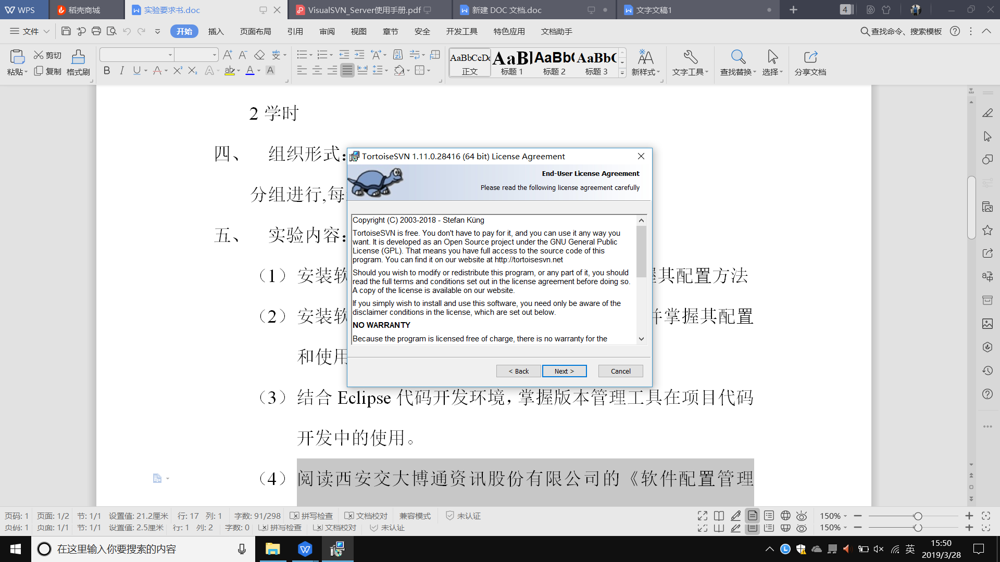 WPS
稻壳商城
实验要求书.doc
VisualSVN_Server使用手册.pdf
新建 DOC 文档.doc
文字文稿1
4
文件
开始
插入
页面布局
引用
审阅
视图
章节
安全
开发工具
特色应用
文档助手
查找命令、搜索模板
粘贴
剪切
复制
格式刷
AaBbCcDd
正文
AaBl
标题 1
AaBb(
标题 2
AaBbC
标题 3
新样式
文字工具
查找替换
选择
分享文档
2 学时
四、 组织形式：
分组进行,每
五、 实验内容：
（1） 安装软
握其配置方法
（2） 安装软
并掌握其配置
和使用
（3） 结合 Eclipse 代码开发环境，掌握版本管理工具在项目代码
开发中的使用。
（4） 阅读西安交大博通资讯股份有限公司的《软件配置管理
TortoiseSVN 1.11.0.28416 (64 bit) License Agreement
End-User License Agreement
Please read the following license agreement carefully
Copyright (C) 2003-2018 - Stefan Küng
TortoiseSVN is free. You don't have to pay for it, and you can use it any way you
want. It is developed as an Open Source project under the GNU General Public
License (GPL). That means you have full access to the source code of this
program. You can find it on our website at http://tortoisesvn.net
Should you wish to modify or redistribute this program, or any part of it, you should
read the full terms and conditions set out in the license agreement before doing so.
A copy of the license is available on our website.
If you simply wish to install and use this software, you need only be aware of the
disclaimer conditions in the license, which are set out below.
NO WARRANTY
Because the program is licensed free of charge, there is no warranty for the
< Back
Next >
Cancel
页码: 1 页面: 1/2 节: 1/1 设置值: 21.2厘米 行: 17 列: 1 字数: 91/298 拼写检查 文档校对 兼容模式 未认证 150%
页码: 1 页面: 1/1 节: 1/1 设置值: 2.5厘米 行: 1 列: 2 字数: 0 拼写检查 文档校对 未认证 150%
在这里输入你要搜索的内容
英
15:50
2019/3/28